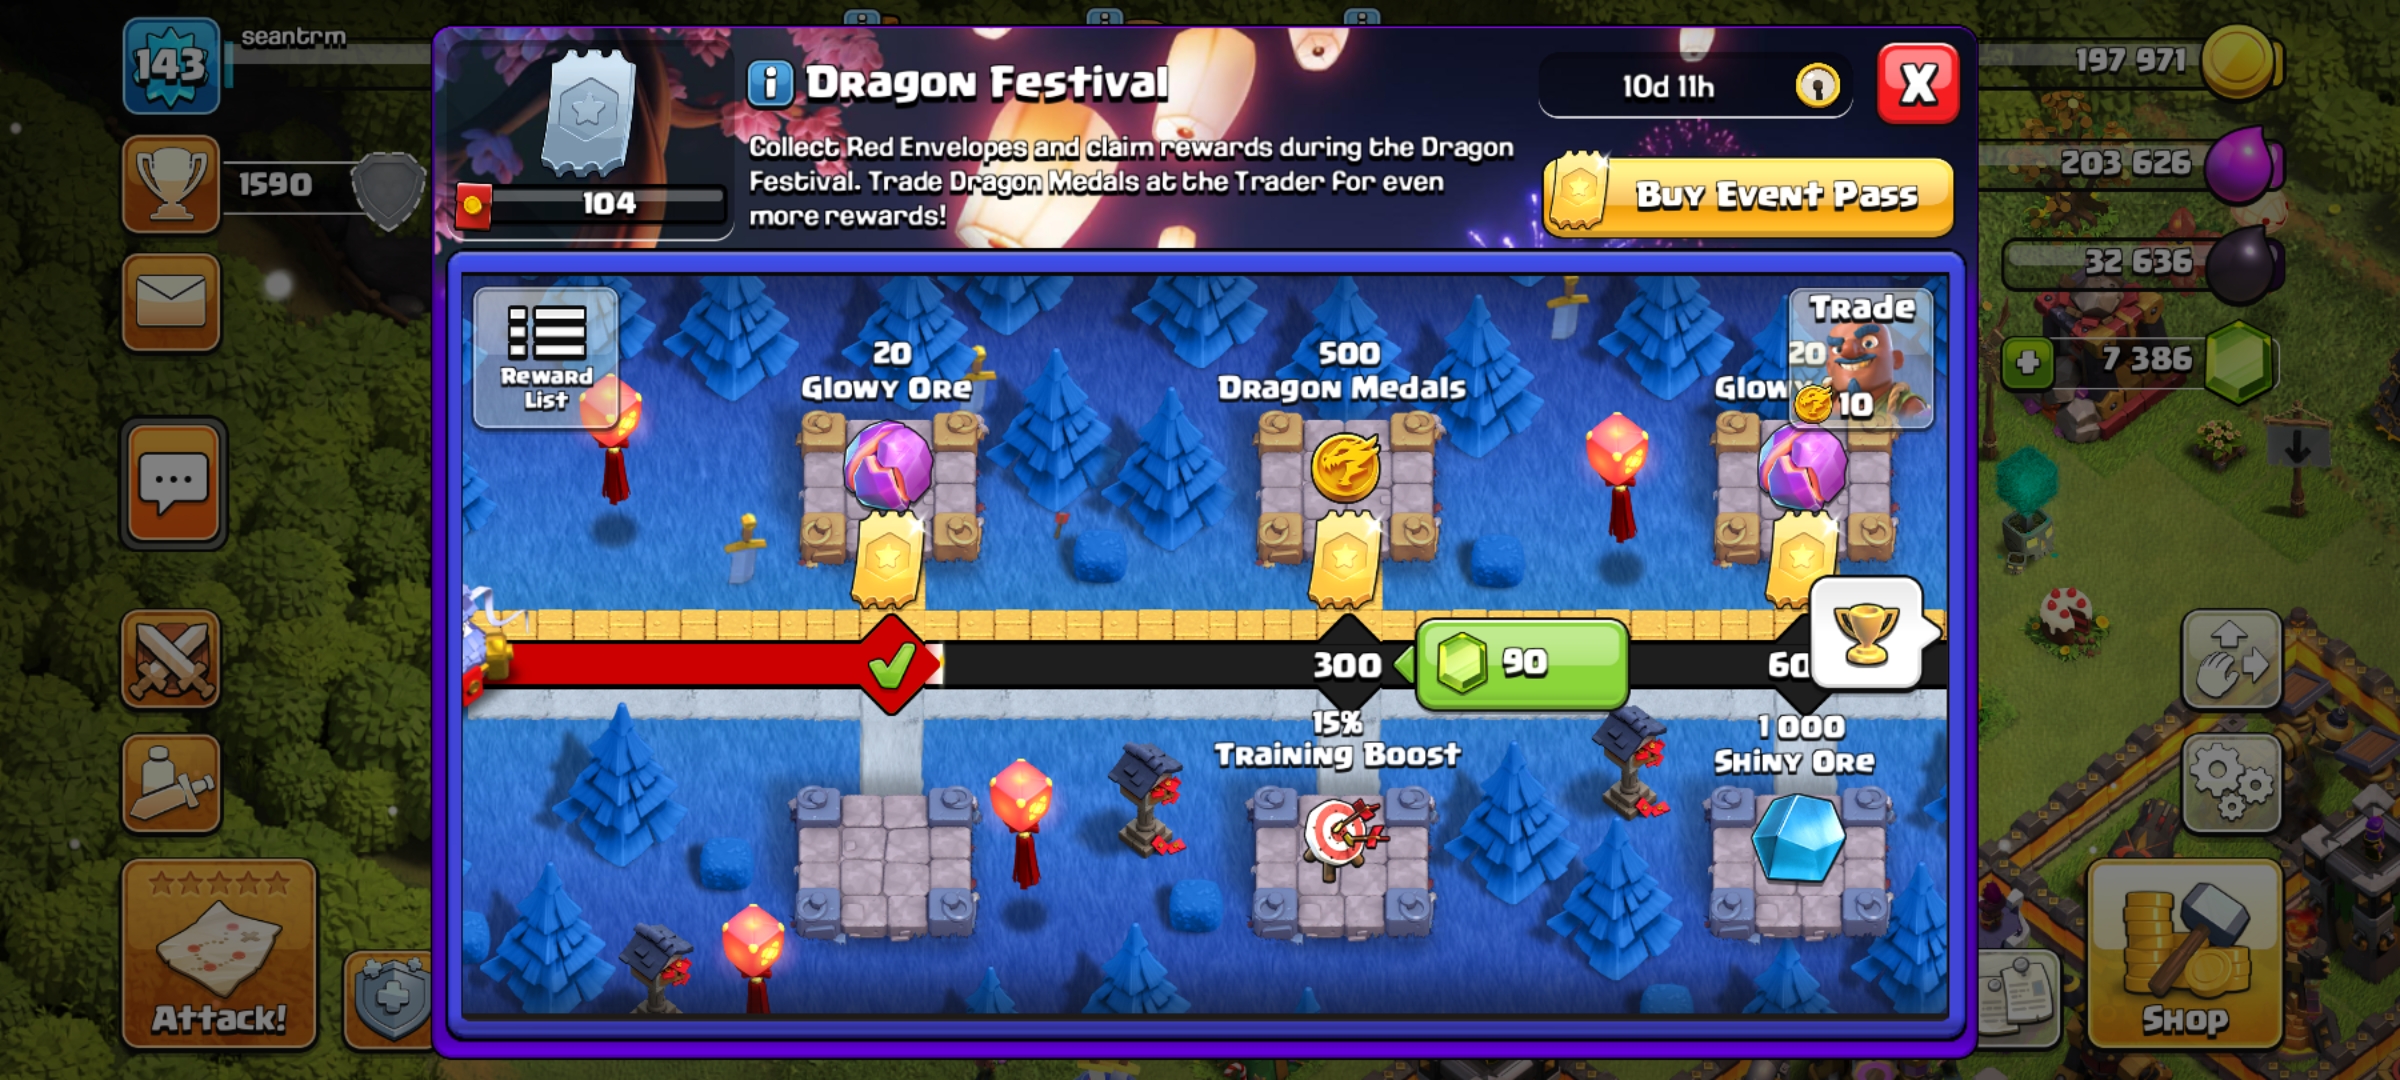 143
seantrm
1590
104
Dragon Festival
Collect Red Envelopes and claim rewards during the Dragon
Festival. Trade Dragon Medals at the Trader for even
more rewards!
10d 11h
X
Buy Event Pass
197 971
203 626
32 636
7 386
Reward
List
20
Glowy Ore
500
Dragon Medals
20
Glowy
Trade
10
300
90
60
15%
Training Boost
1 000
Shiny Ore
Attack!
Shop